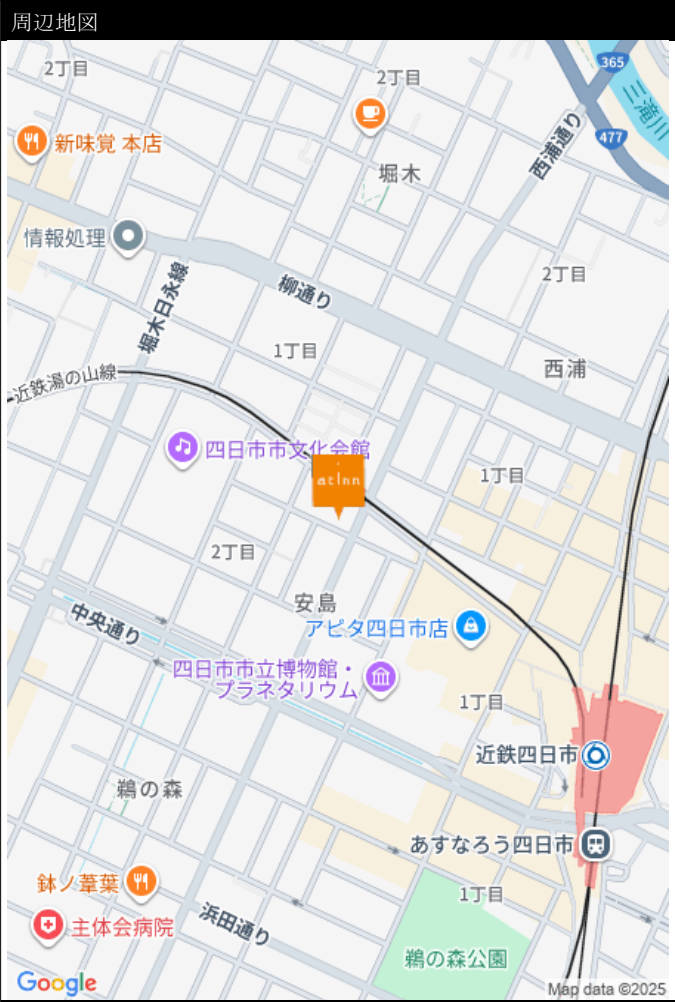 周辺地図
2丁目
2丁目
365
三滝川
新味覚 本店
477
西浦通り
堀木
情報処理
2丁目
柳通り
堀木日永線
1丁目
西浦
近鉄湯の山線
四日市市文化会館
1丁目
at inn
2丁目
安島
中央通り
アピタ四日市店
四日市市立博物館・
プラネタリウム
1丁目
近鉄四日市
鵜の森
あすなろう四日市
鉢ノ葦葉
1丁目
主体会病院
浜田通り
鵜の森公園
Google
Map data ©2025